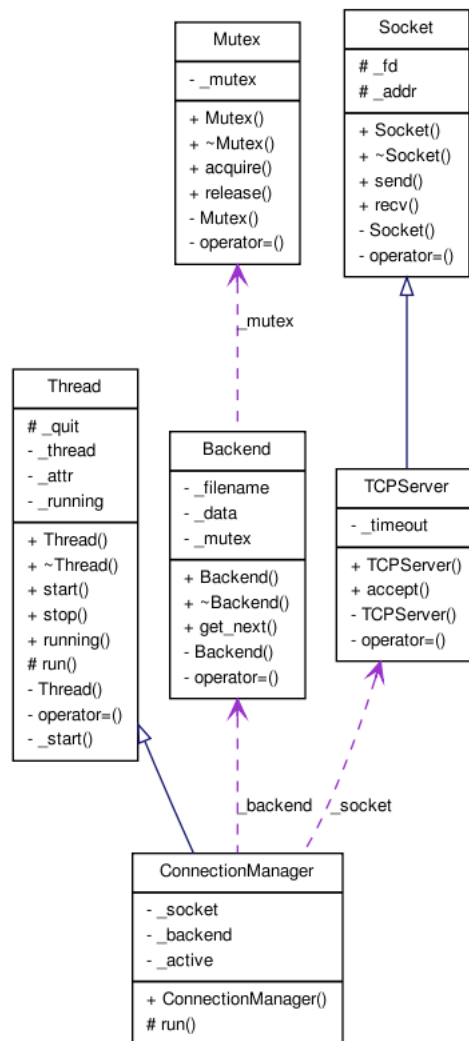 Mutex
- _mutex
+ Mutex()
+ ~Mutex()
+ acquire()
+ release()
- Mutex()
- operator=()
Socket
# _fd
# _addr
+ Socket()
+ ~Socket()
+ send()
+ recv()
- Socket()
- operator=()
_mutex
Thread
# _quit
- _thread
- _attr
- _running
+ Thread()
+ ~Thread()
+ start()
+ stop()
+ running()
# run()
- Thread()
- operator=()
- _start()
Backend
- _filename
- _data
- _mutex
+ Backend()
+ ~Backend()
+ get_next()
- Backend()
- operator=()
TCPServer
- _timeout
+ TCPServer()
+ accept()
- TCPServer()
- operator=()
_backend
_socket
ConnectionManager
- _socket
- _backend
- _active
+ ConnectionManager()
# run()